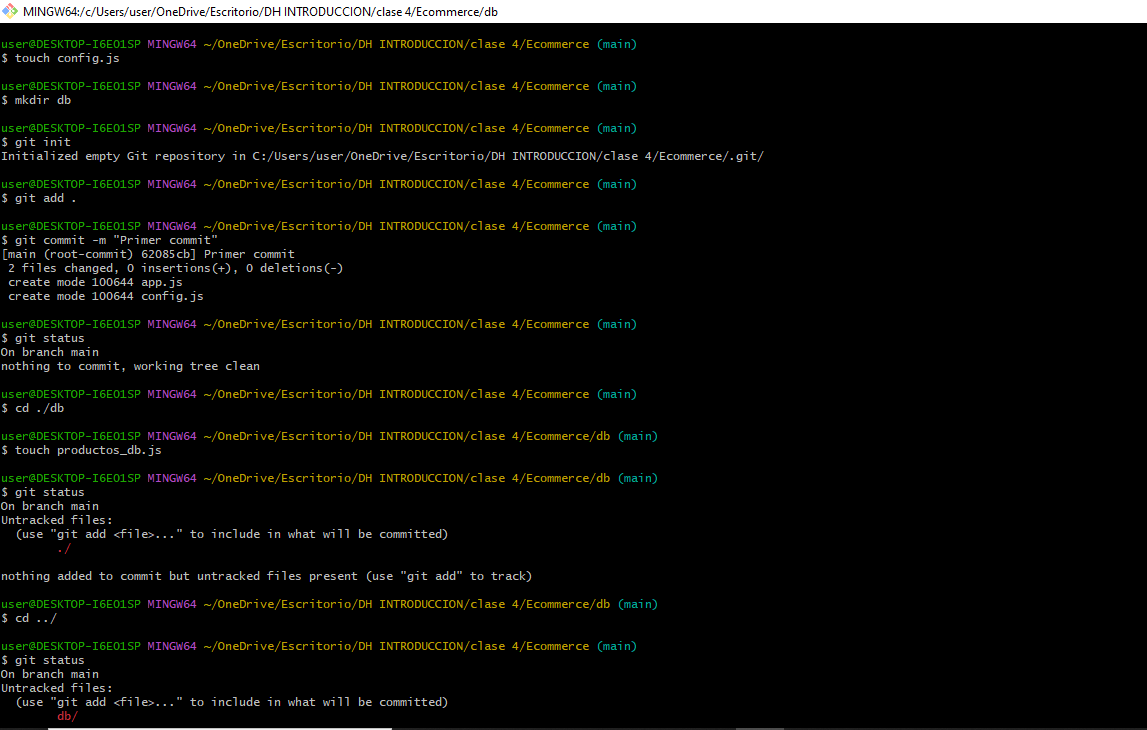 MINGW64:/c/Users/user/OneDrive/Escritorio/DH INTRODUCCION/clase 4/Ecommerce/db
user@DESKTOP-I6EO1SP MINGW64 ~/OneDrive/Escritorio/DH INTRODUCCION/clase 4/Ecommerce (main)
$ touch config.js
user@DESKTOP-I6EO1SP MINGW64 ~/OneDrive/Escritorio/DH INTRODUCCION/clase 4/Ecommerce (main)
$ mkdir db
user@DESKTOP-I6EO1SP MINGW64 ~/OneDrive/Escritorio/DH INTRODUCCION/clase 4/Ecommerce (main)
$ git init
Initialized empty Git repository in C:/Users/user/OneDrive/Escritorio/DH INTRODUCCION/clase 4/Ecommerce/.git/
user@DESKTOP-I6EO1SP MINGW64 ~/OneDrive/Escritorio/DH INTRODUCCION/clase 4/Ecommerce (main)
$ git add .
user@DESKTOP-I6EO1SP MINGW64 ~/OneDrive/Escritorio/DH INTRODUCCION/clase 4/Ecommerce (main)
$ git commit -m "Primer commit"
[main (root-commit) 62085cb] Primer commit
 2 files changed, 0 insertions(+), 0 deletions(-)
 create mode 100644 app.js
 create mode 100644 config.js
user@DESKTOP-I6EO1SP MINGW64 ~/OneDrive/Escritorio/DH INTRODUCCION/clase 4/Ecommerce (main)
$ git status
On branch main
nothing to commit, working tree clean
user@DESKTOP-I6EO1SP MINGW64 ~/OneDrive/Escritorio/DH INTRODUCCION/clase 4/Ecommerce (main)
$ cd ./db
user@DESKTOP-I6EO1SP MINGW64 ~/OneDrive/Escritorio/DH INTRODUCCION/clase 4/Ecommerce/db (main)
$ touch productos_db.js
user@DESKTOP-I6EO1SP MINGW64 ~/OneDrive/Escritorio/DH INTRODUCCION/clase 4/Ecommerce/db (main)
$ git status
On branch main
Untracked files:
  (use "git add <file>..." to include in what will be committed)
        ./
nothing added to commit but untracked files present (use "git add" to track)
user@DESKTOP-I6EO1SP MINGW64 ~/OneDrive/Escritorio/DH INTRODUCCION/clase 4/Ecommerce/db (main)
$ cd ../
user@DESKTOP-I6EO1SP MINGW64 ~/OneDrive/Escritorio/DH INTRODUCCION/clase 4/Ecommerce (main)
$ git status
On branch main
Untracked files:
  (use "git add <file>..." to include in what will be committed)
        db/